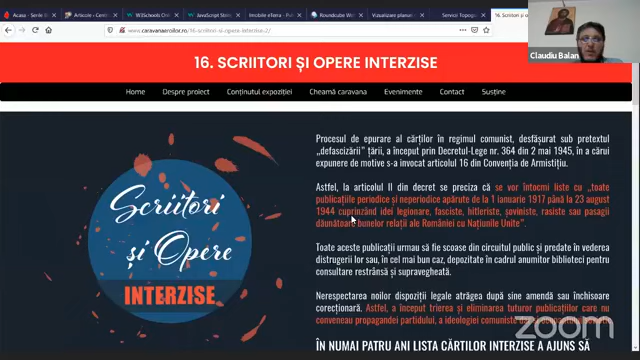 Acasa - Serie S
Articole ‹ Cent
W3Schools Onl
JavaScript Stan
Imobile eTerra - Publi
Roundcube Wa
Vizualizare planal
Servicii Topogra
16. Scriitori și o
www.caravanaeroilor.ro/16-scriitori-si-opere-interzise-2/
Claudiu Balan
16. SCRIITORI ȘI OPERE INTERZISE
Home Despre proiect Conținutul expoziției Cheamă caravana Evenimente Contact Susține
Scriitori
și Opere
INTERZISE
Procesul de epurare al cărților în regimul comunist, desfășurat sub pretextul
„defascizării” țării, a început prin Decretul-Lege nr. 364 din 2 mai 1945, în a cărui
expunere de motive s-a invocat articolul 16 din Convenția de Armistițiu.
Astfel, la articolul II din decret se preciza că se vor întocmi liste cu „toate
publicațiile periodice și neperiodice apărute de la 1 ianuarie 1917 până la 23 august
1944 cuprinzând idei legionare, fasciste, hitleriste, șoviniste, rasiste sau pasagii
dăunătoare bunelor relații ale României cu Națiunile Unite”.
Toate aceste publicații urmau să fie scoase din circuitul public și predate în vederea
distrugerii lor sau, în cel mai bun caz, depozitate în cadrul anumitor biblioteci pentru
consultare restrânsă și supravegheată.
Nerespectarea noilor dispoziții legale atrăgea după sine amendă sau închisoare
corecțională. Astfel, a început trierea și eliminarea tuturor publicațiilor care nu
conveneau propagandei partidului, a ideologiei comuniste
zoom
ÎN NUMAI PATRU ANI LISTA CĂRȚILOR INTERZISE A AJUNS SĂ